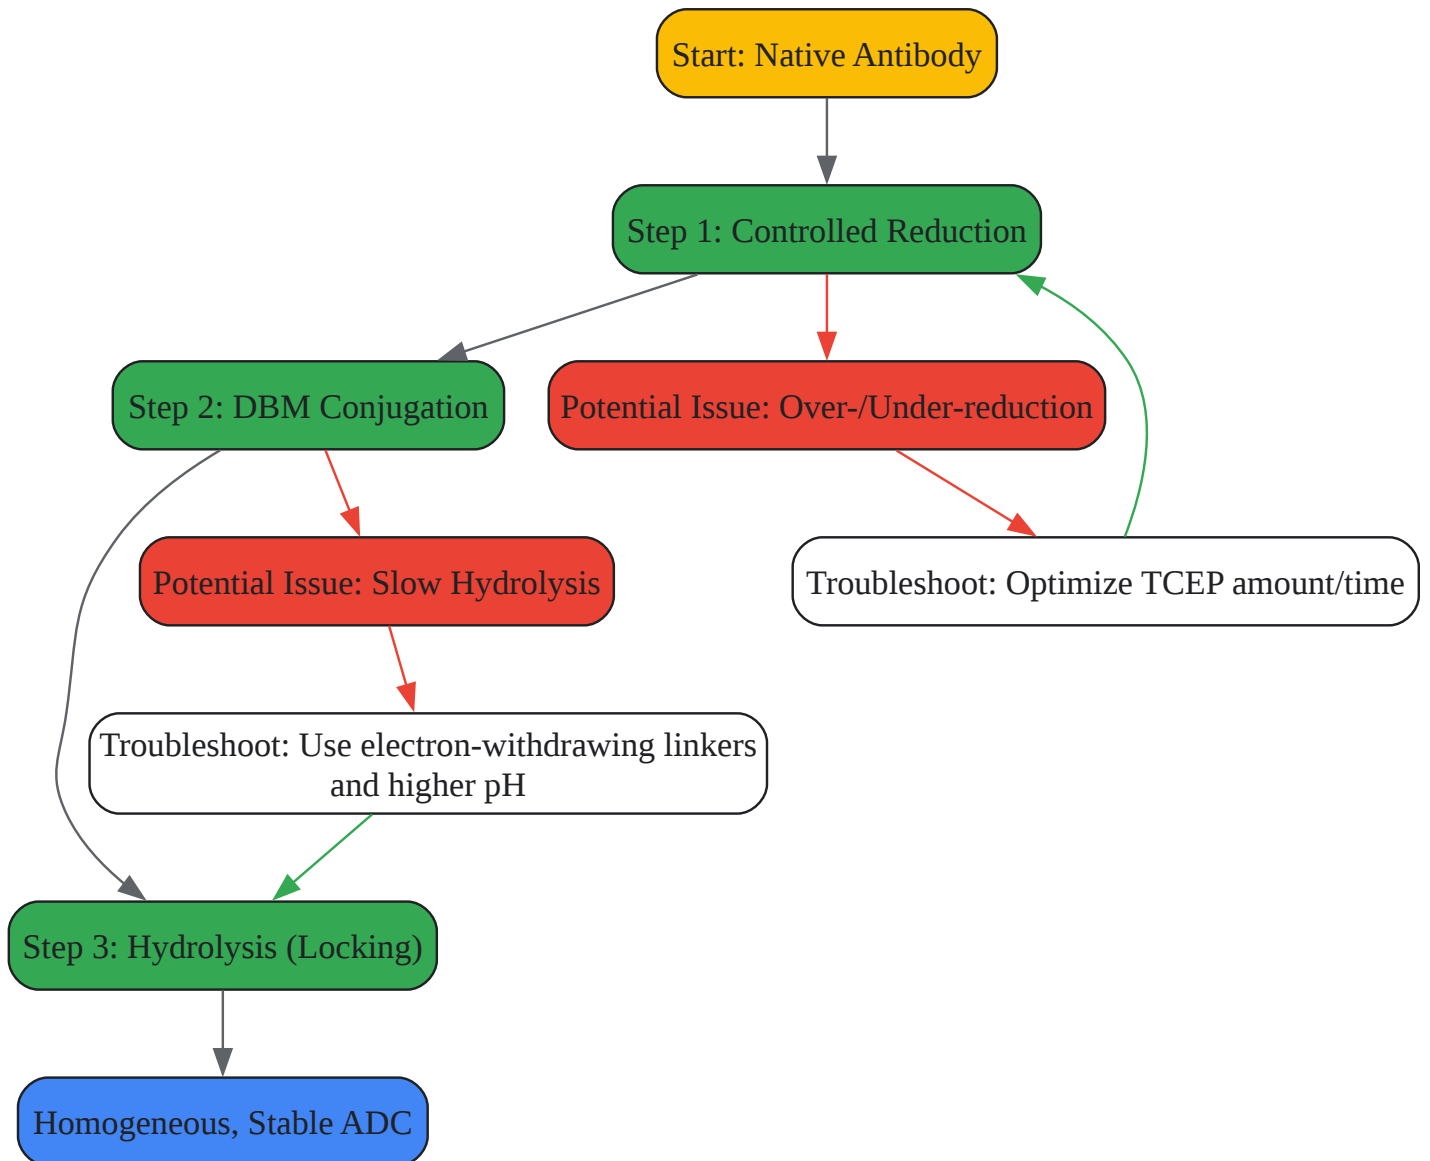 Start: Native Antibody
Step 1: Controlled Reduction
Step 2: DBM Conjugation
Potential Issue: Over-/Under-reduction
Potential Issue: Slow Hydrolysis
Troubleshoot: Optimize TCEP amount/time
Troubleshoot: Use electron-withdrawing linkers
and higher pH
Step 3: Hydrolysis (Locking)
Homogeneous, Stable ADC